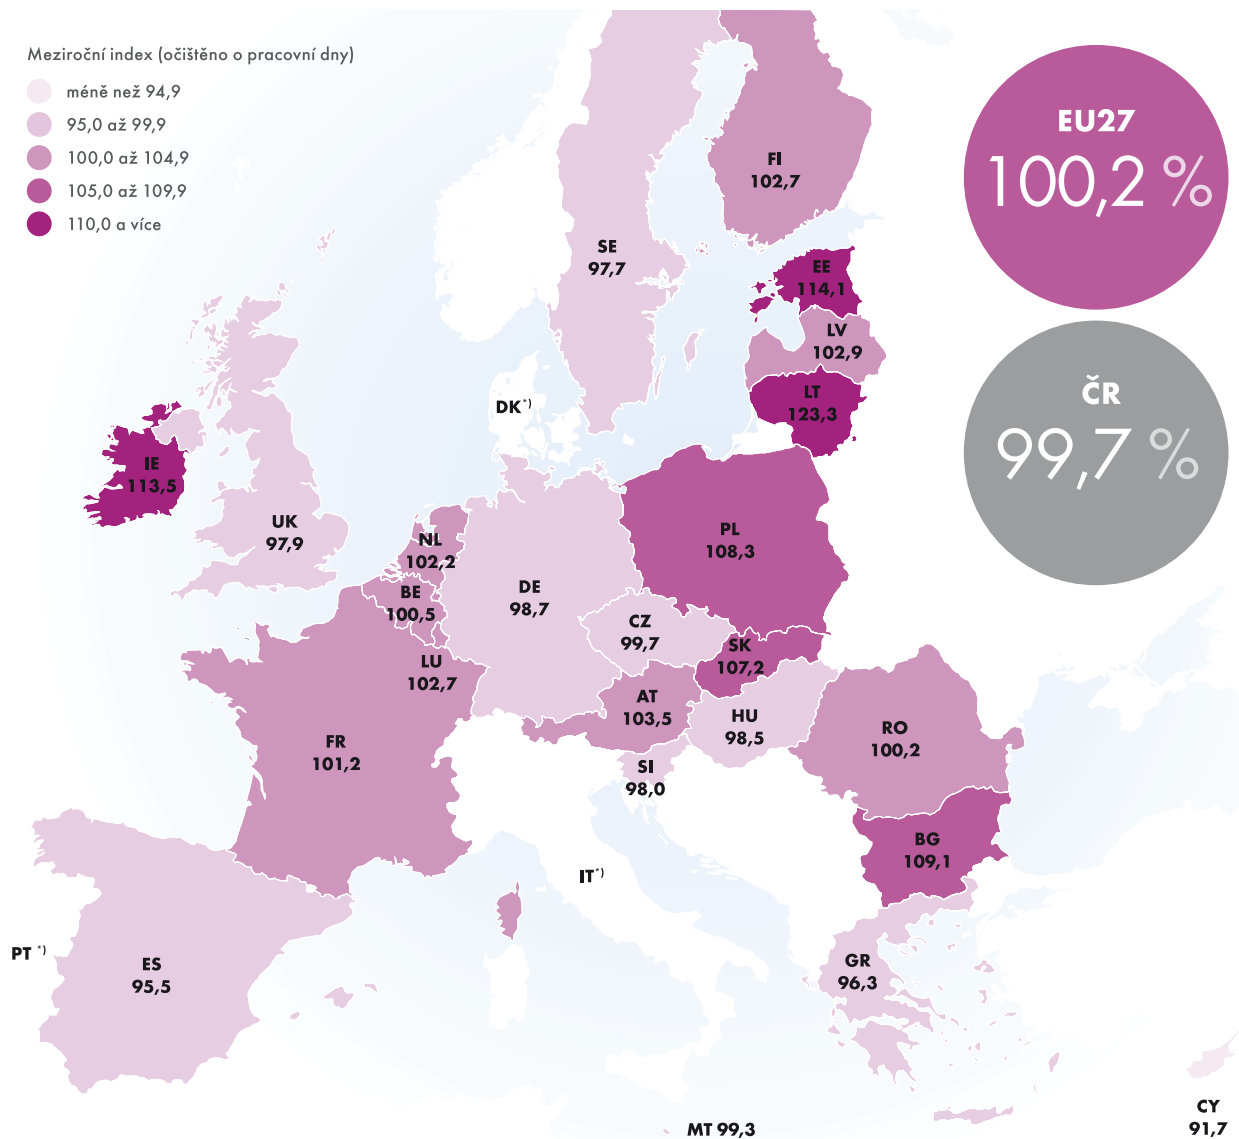 Meziroční index (očištěno o pracovní dny)
méně než 94,9
95,0 až 99,9
100,0 až 104,9
105,0 až 109,9
110,0 a více
EU27
100,2 %
ČR
99,7 %
FI
102,7
SE
97,7
EE
114,1
LV
102,9
LT
123,3
DK*)
IE
113,5
UK
97,9
NL
102,2
BE
100,5
LU
102,7
DE
98,7
PL
108,3
CZ
99,7
SK
107,2
AT
103,5
HU
98,5
SI
98,0
RO
100,2
FR
101,2
BG
109,1
IT*)
PT *)
ES
95,5
GR
96,3
CY
91,7
MT 99,3